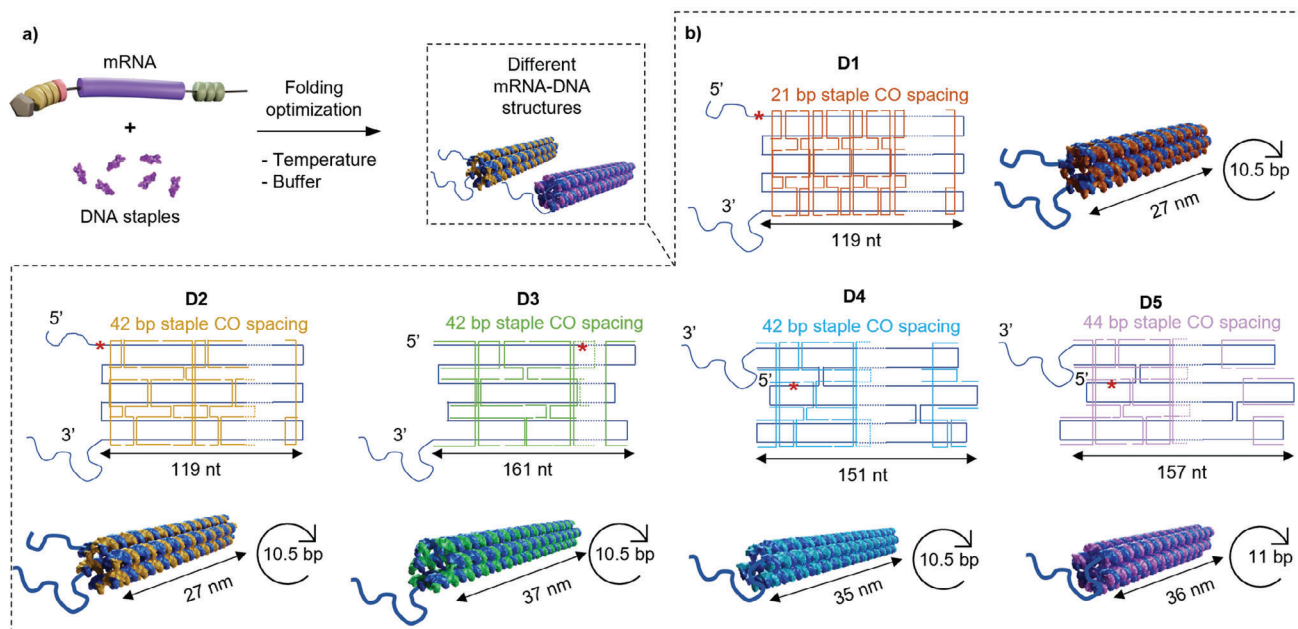 a)
mRNA
+
DNA staples
Folding
optimization
- Temperature
- Buffer
Different
mRNA-DNA
structures
b)
D1
5’
21 bp staple CO spacing
*
3’
119 nt
27 nm
10.5 bp
D2
42 bp staple CO spacing
5’
*
3’
119 nt
27 nm
10.5 bp
D3
42 bp staple CO spacing
5’
*
3’
161 nt
37 nm
10.5 bp
D4
42 bp staple CO spacing
3’
5’
*
151 nt
35 nm
10.5 bp
D5
44 bp staple CO spacing
3’
5’
*
157 nt
36 nm
11 bp